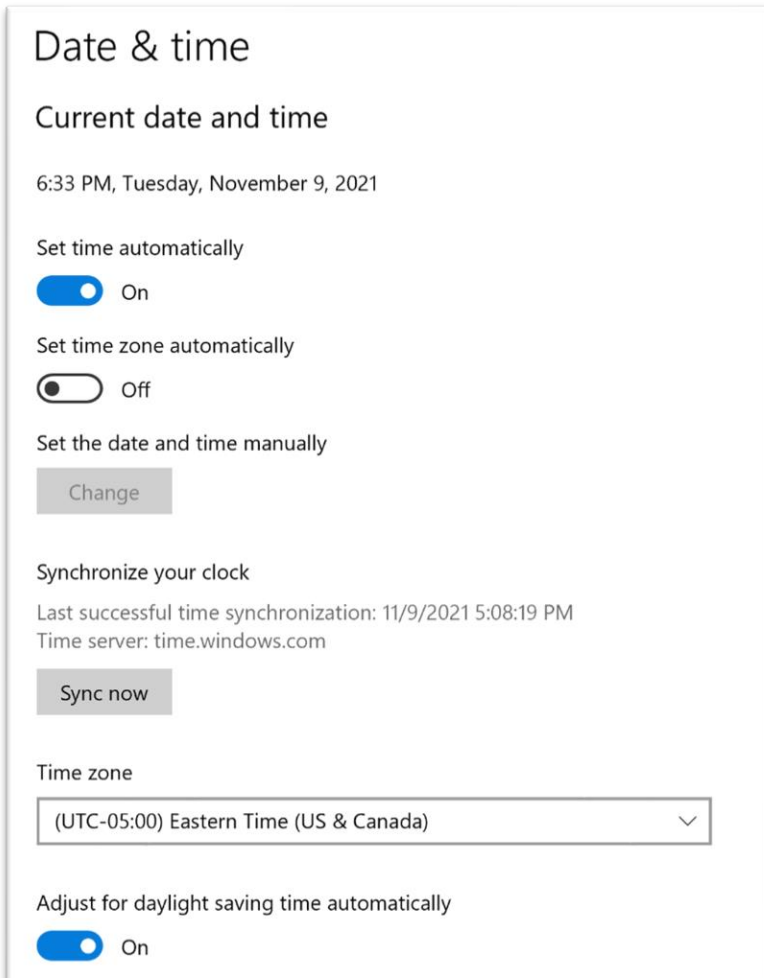 Date & time
Current date and time
6:33 PM, Tuesday, November 9, 2021
Set time automatically
On
Set time zone automatically
Off
Set the date and time manually
Change
Synchronize your clock
Last successful time synchronization: 11/9/2021 5:08:19 PM
Time server: time.windows.com
Sync now
Time zone
(UTC-05:00) Eastern Time (US & Canada)
Adjust for daylight saving time automatically
On